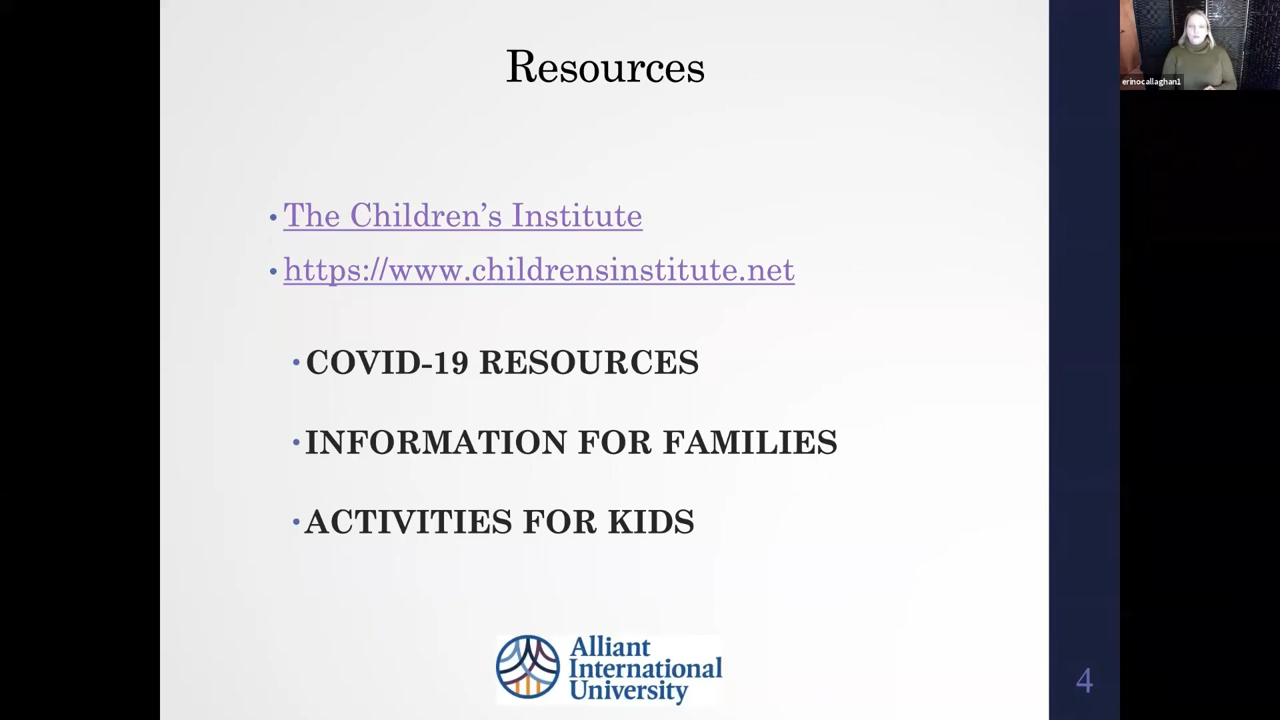 Resources
erinocallaghan1
• The Children’s Institute
• https://www.childrensinstitute.net
• COVID-19 RESOURCES
• INFORMATION FOR FAMILIES
• ACTIVITIES FOR KIDS
Alliant
International
University
4